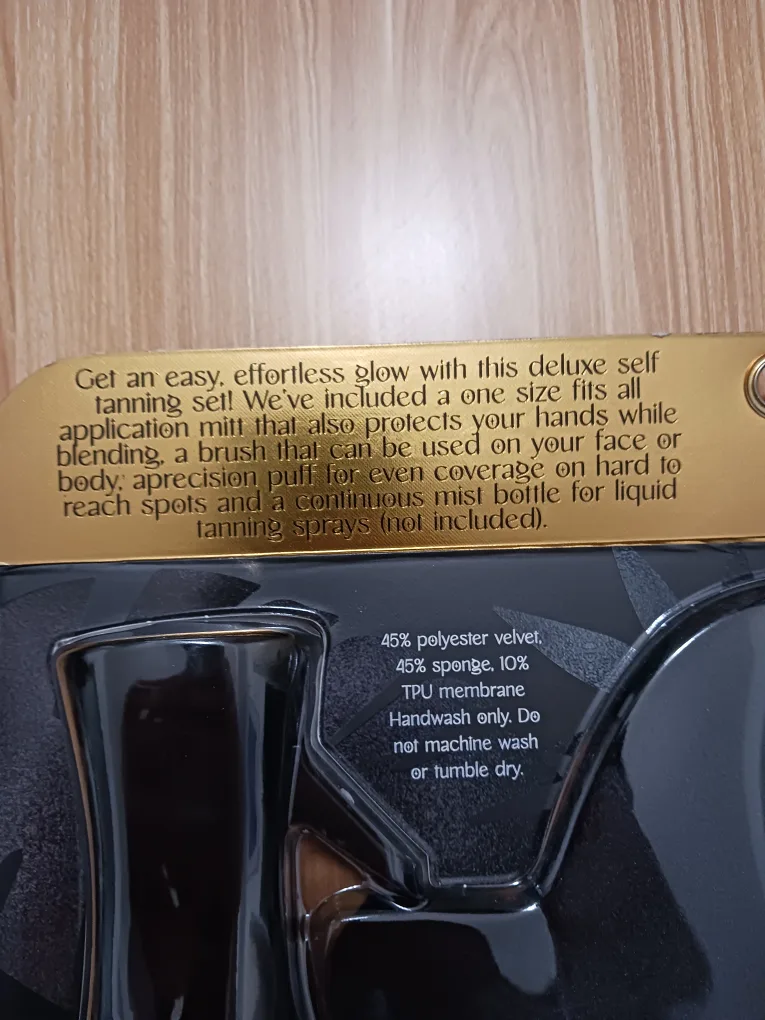 Get an easy, effortless glow with this deluxe self
tanning set! We've included a one size fits all
application mitt that also protects your hands while
blending, a brush that can be used on your face or
body, aprecision puff for even coverage on hard to
reach spots and a continuous mist bottle for liquid
tanning sprays (not included).
45% polyester velvet,
45% sponge, 10%
TPU membrane
Handwash only. Do
not machine wash
or tumble dry.